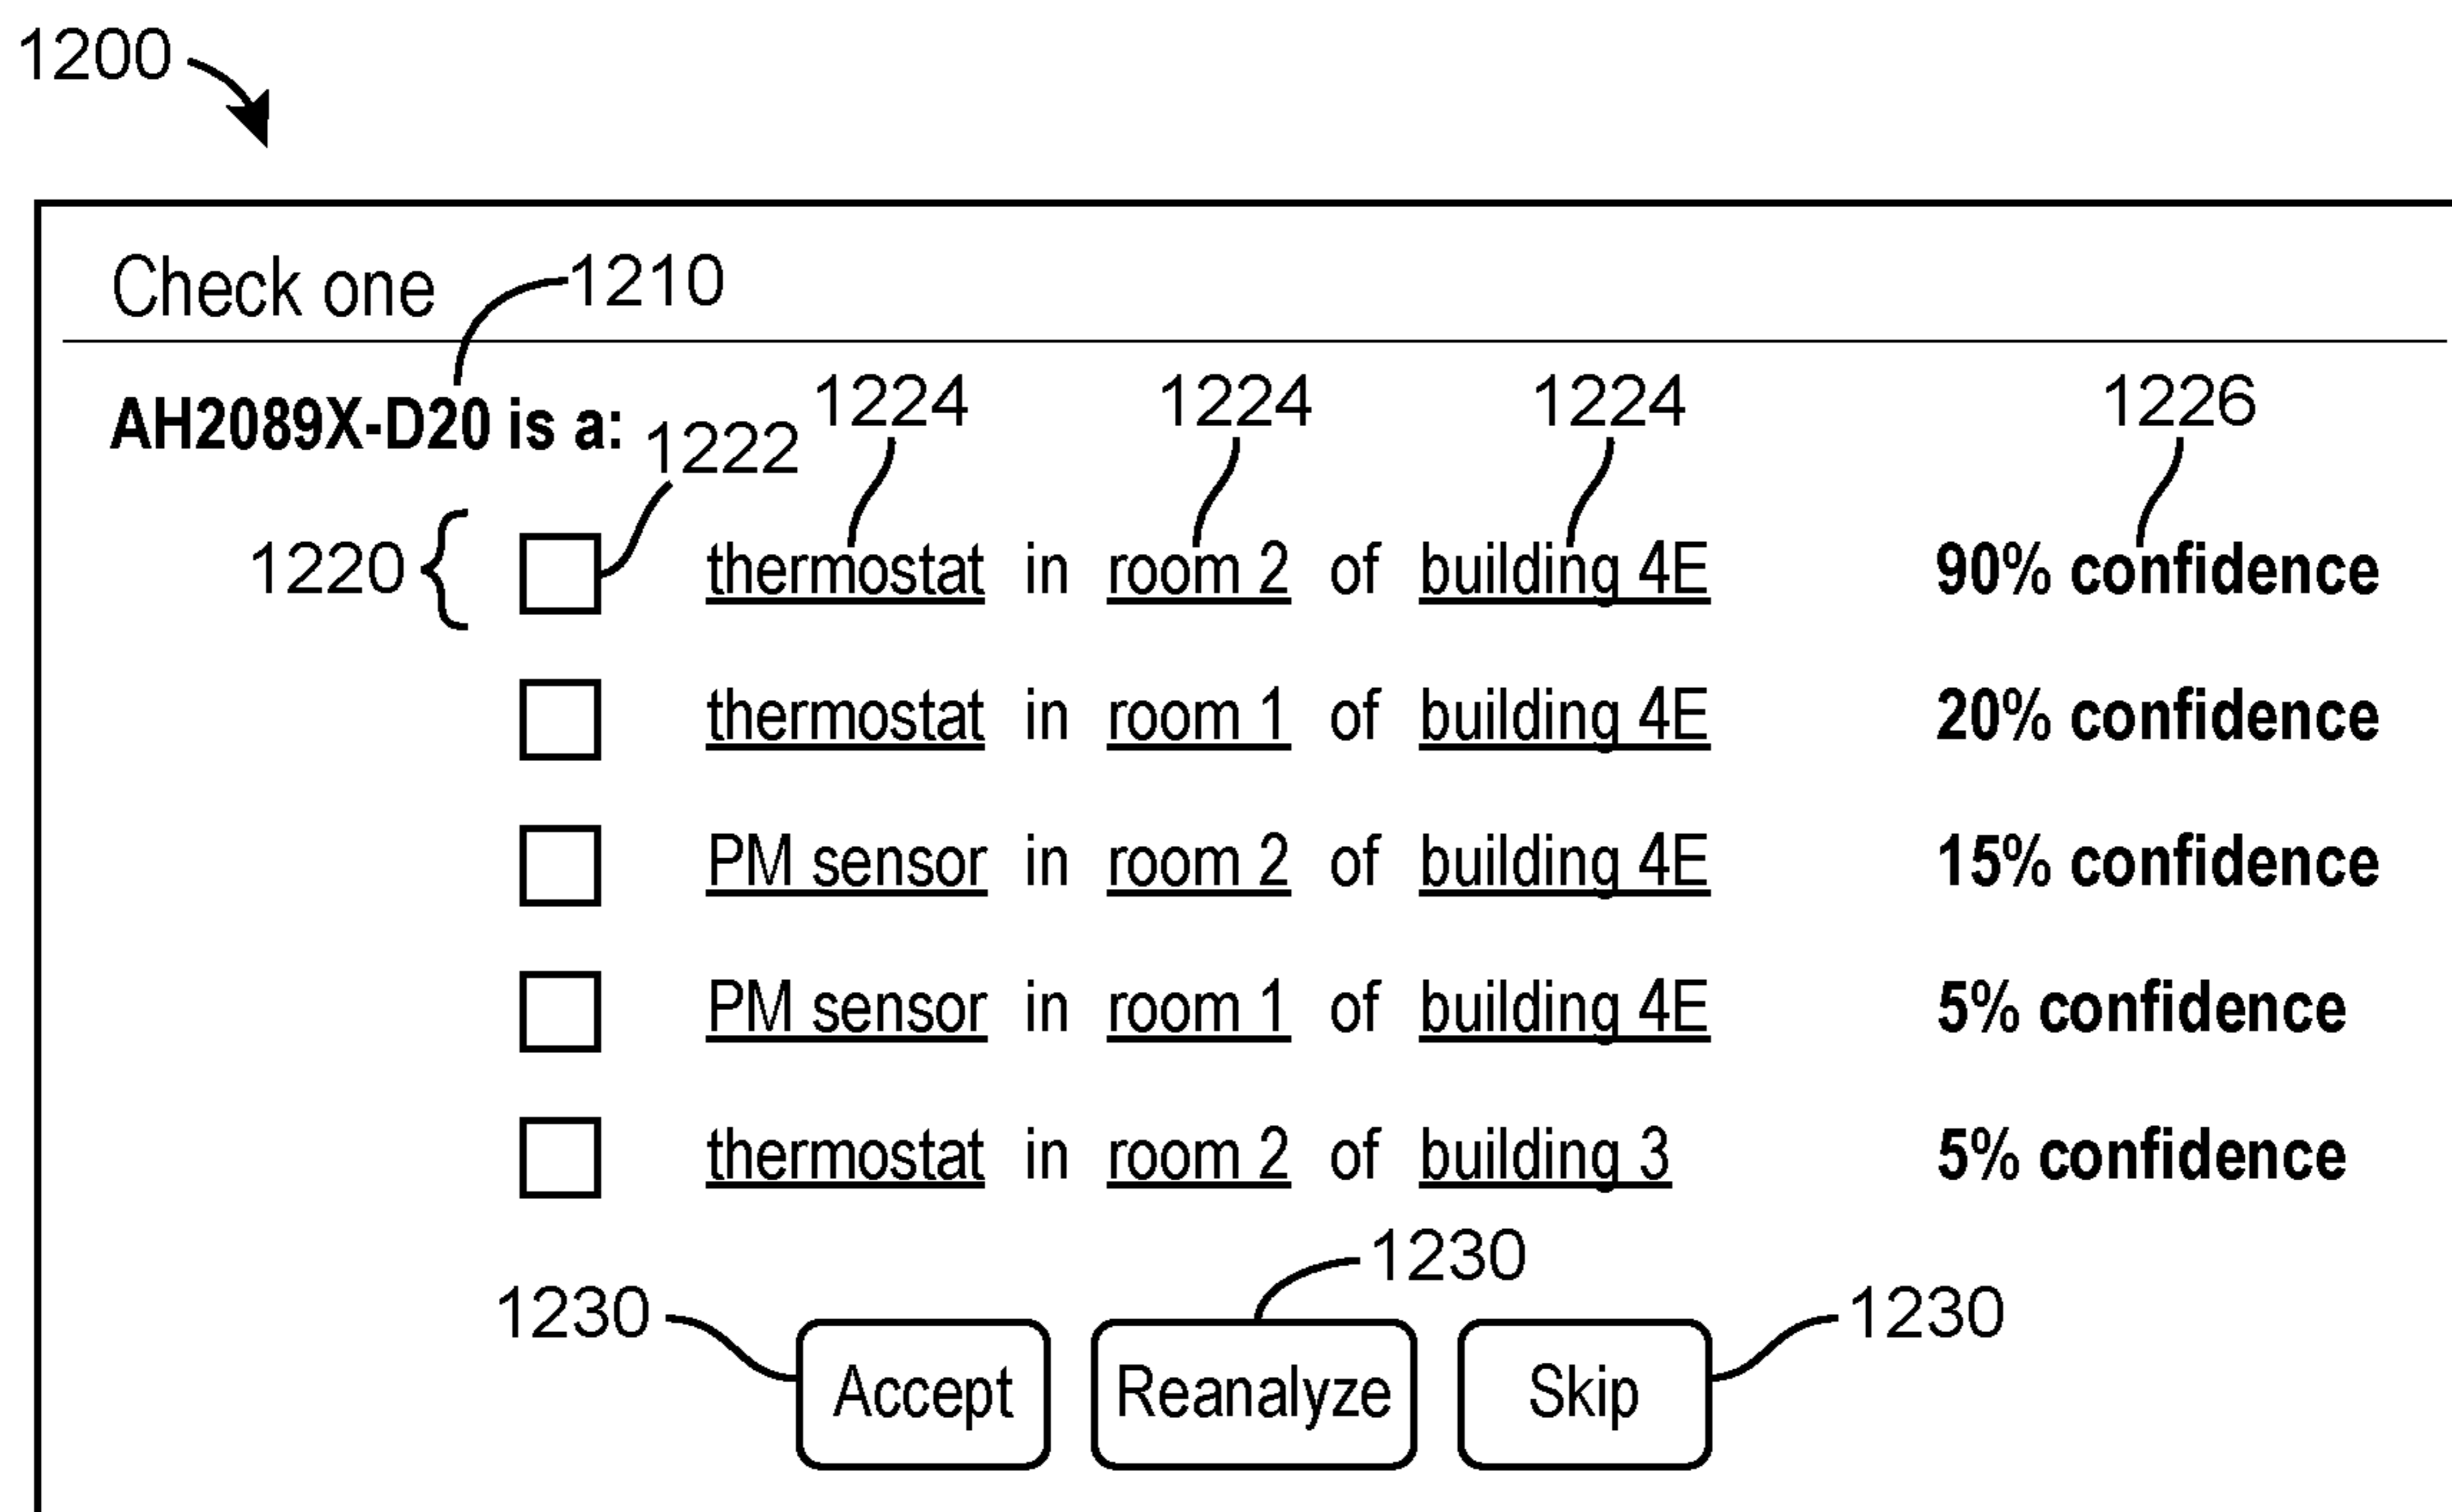 1200
Check one 1210
AH2089X-D20 is a: 1222 1224 1224 1224 1226
1220 thermostat in room 2 of building 4E 90% confidence
thermostat in room 1 of building 4E 20% confidence
PM sensor in room 2 of building 4E 15% confidence
PM sensor in room 1 of building 4E 5% confidence
thermostat in room 2 of building 3 5% confidence
1230 1230 1230
Accept Reanalyze Skip